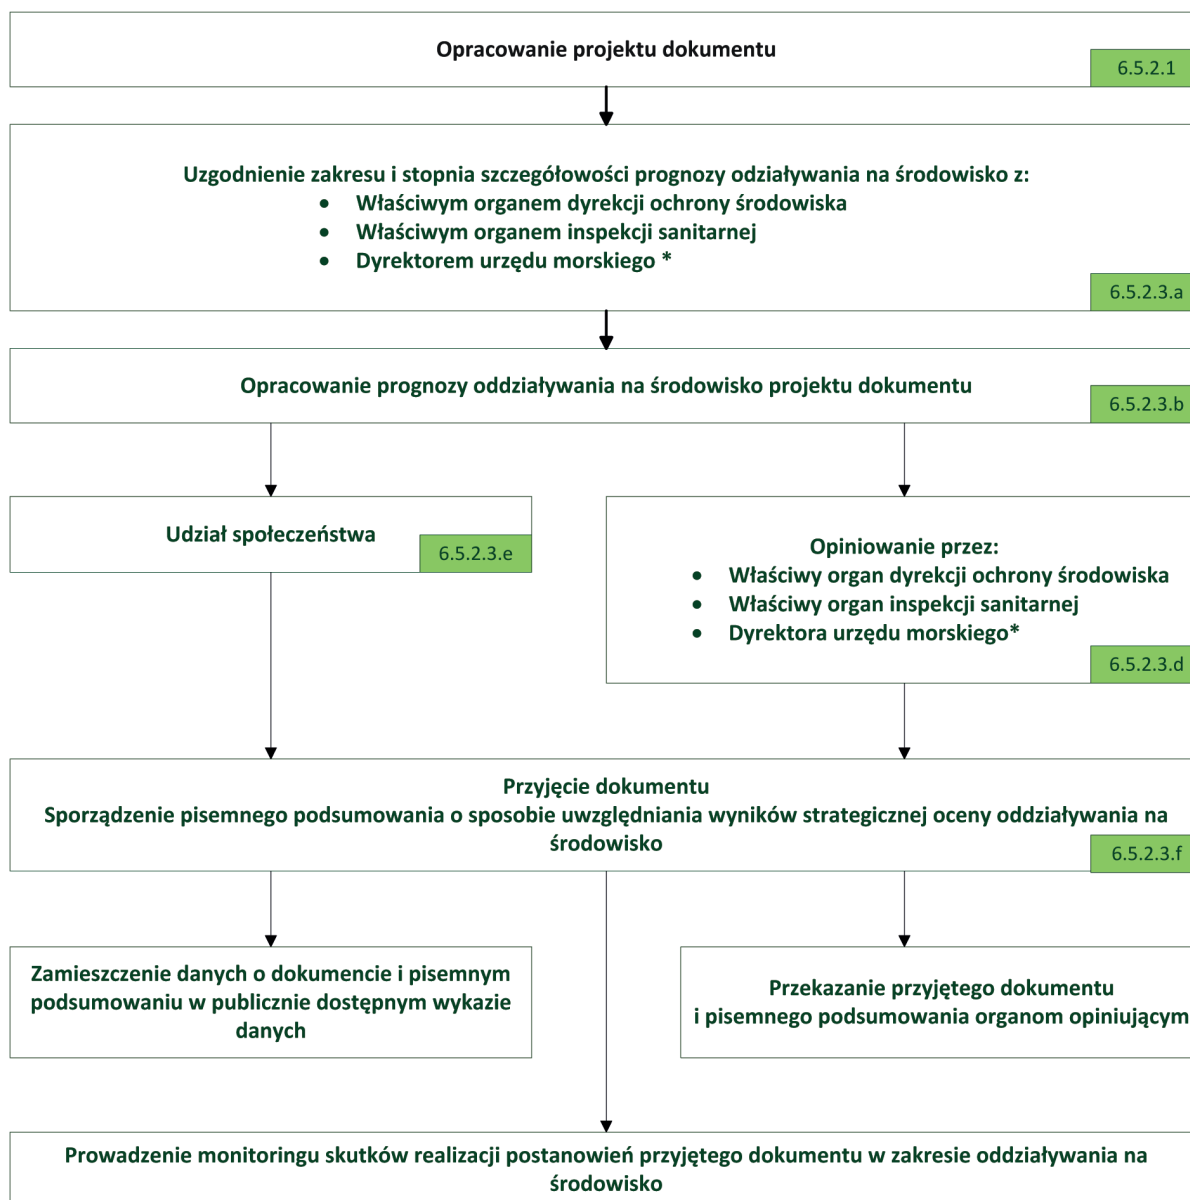 Opracowanie projektu dokumentu
6.5.2.1
Uzgodnienie zakresu i stopnia szczegółowości prognozy odziaływania na środowisko z:
• Właściwym organem dyrekcji ochrony środowiska
• Właściwym organem inspekcji sanitarnej
• Dyrektorem urzędu morskiego *
6.5.2.3.a
Opracowanie prognozy oddziaływania na środowisko projektu dokumentu
6.5.2.3.b
Udział społeczeństwa
6.5.2.3.e
Opiniowanie przez:
• Właściwy organ dyrekcji ochrony środowiska
• Właściwy organ inspekcji sanitarnej
• Dyrektora urzędu morskiego*
6.5.2.3.d
Przyjęcie dokumentu
Sporządzenie pisemnego podsumowania o sposobie uwzględniania wyników strategicznej oceny oddziaływania na
środowisko
6.5.2.3.f
Zamieszczenie danych o dokumencie i pisemnym
podsumowaniu w publicznie dostępnym wykazie
danych
Przekazanie przyjętego dokumentu
i pisemnego podsumowania organom opiniującym
Prowadzenie monitoringu skutków realizacji postanowień przyjętego dokumentu w zakresie oddziaływania na
środowisko